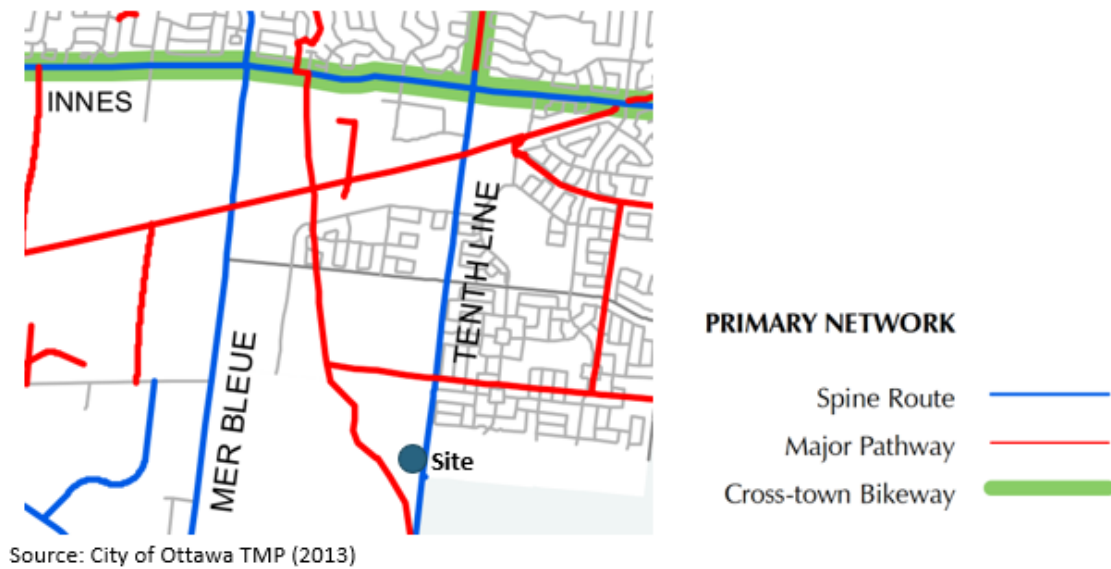 INNES
TENTH LINE
MER BLEUE
Site
PRIMARY NETWORK
Spine Route
Major Pathway
Cross-town Bikeway
Source: City of Ottawa TMP (2013)